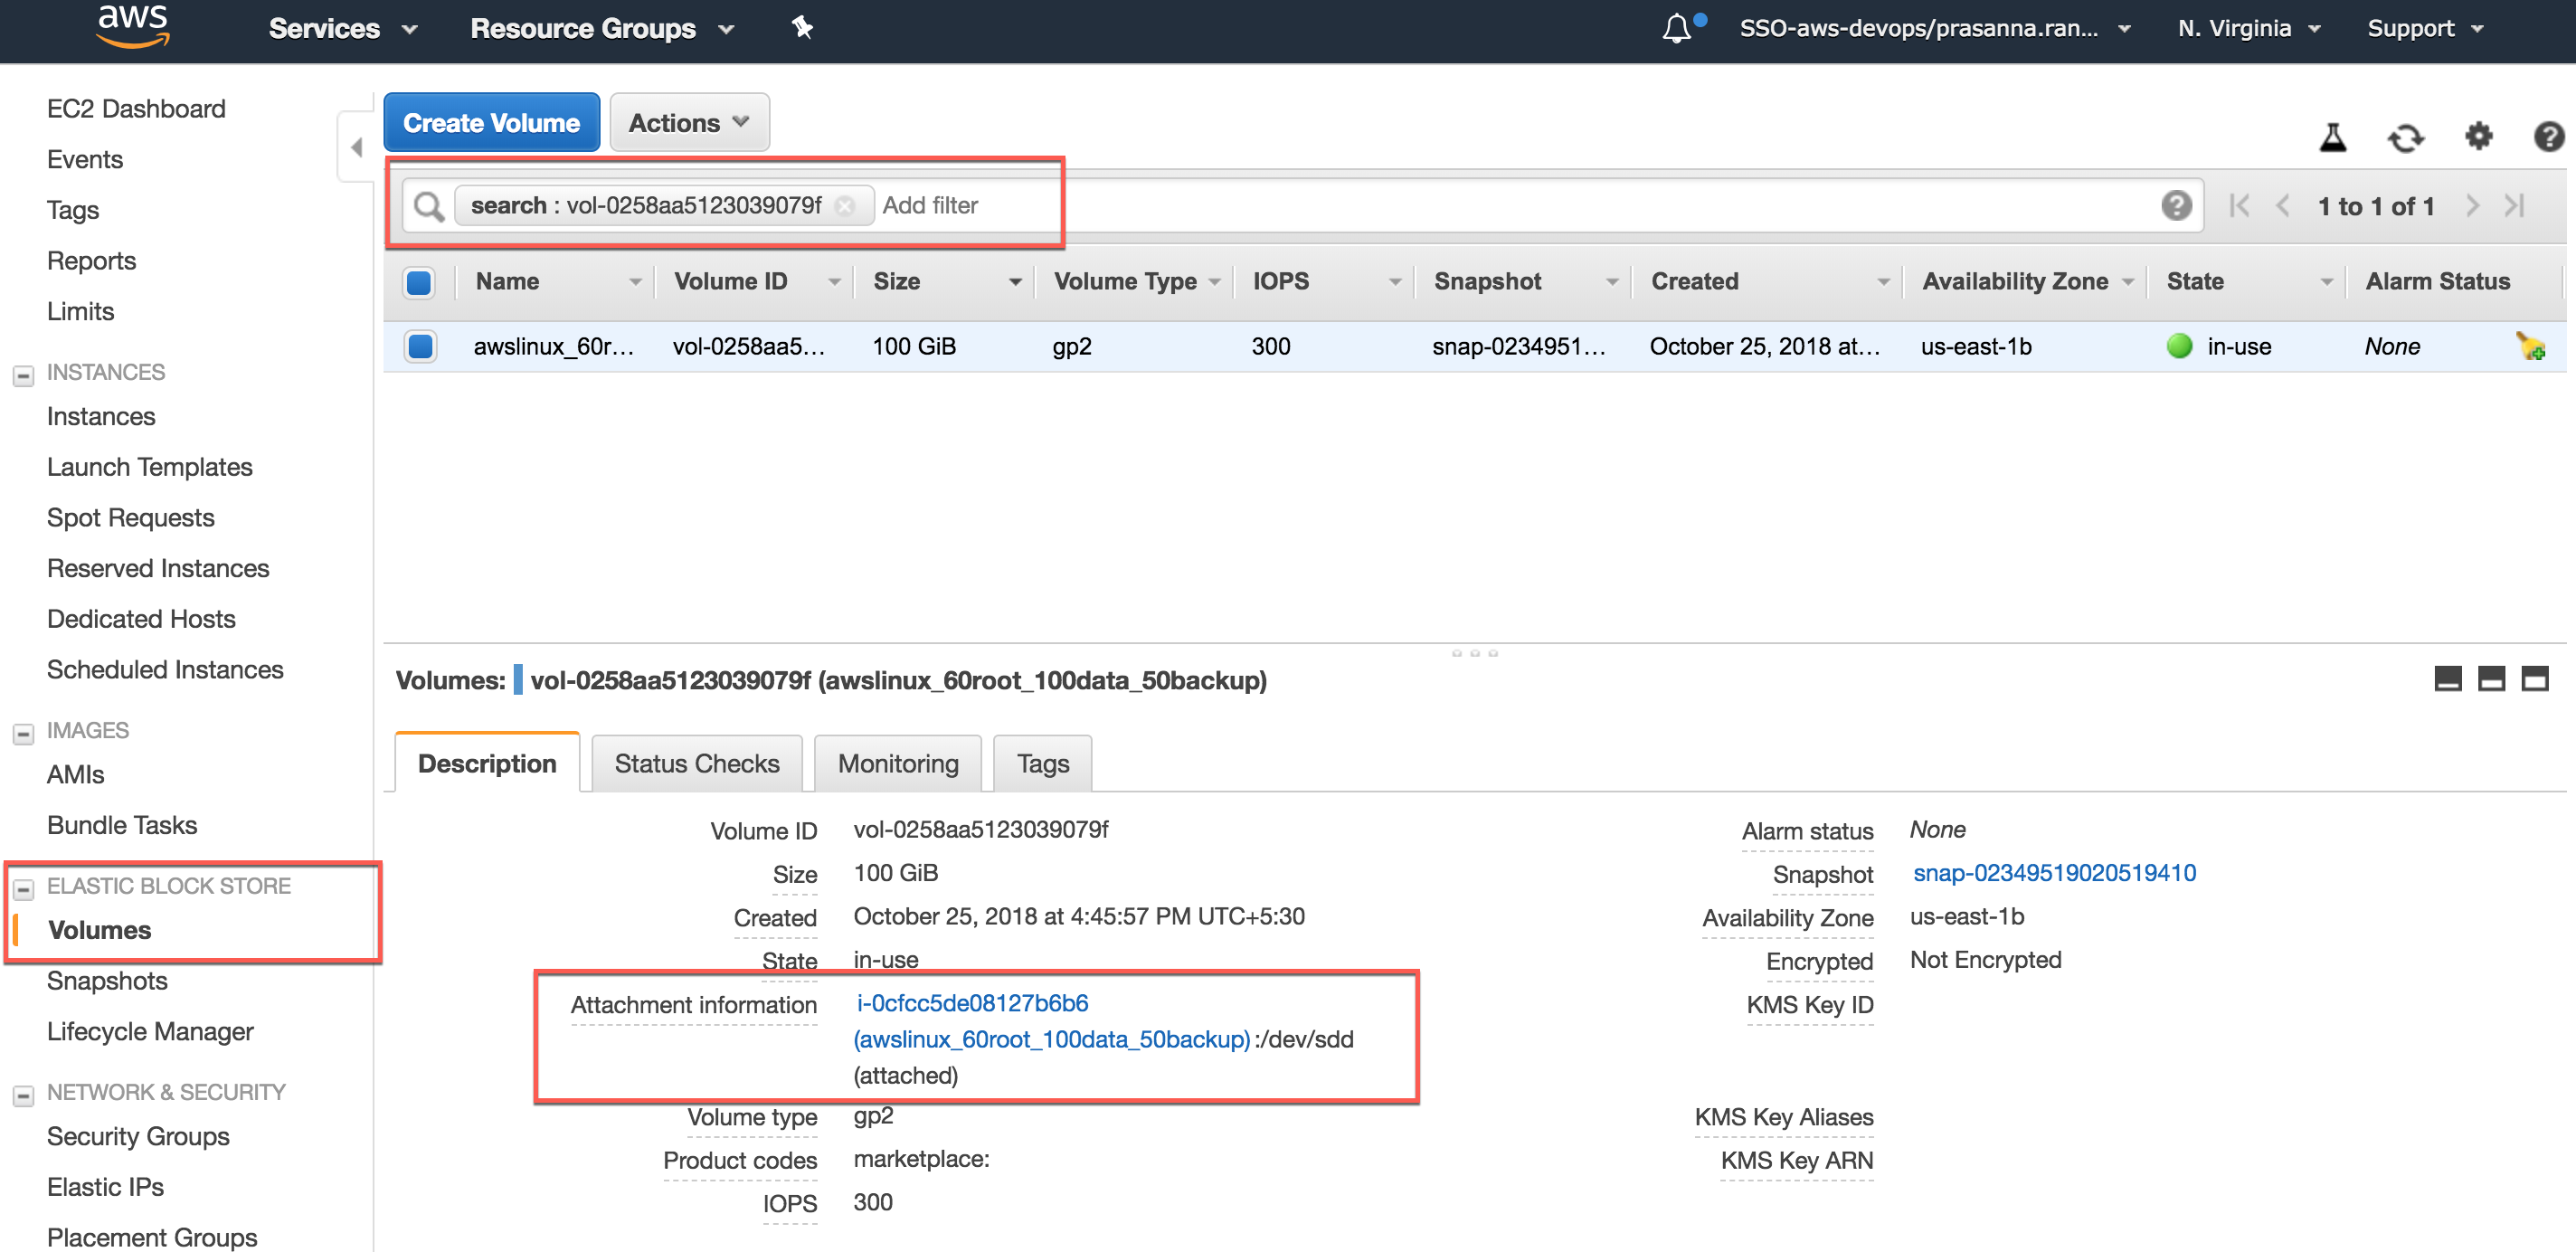 aws Services Resource Groups SSO-aws-devops/prasanna.ran... N. Virginia Support
EC2 Dashboard
Events
Tags
Reports
Limits
INSTANCES
Instances
Launch Templates
Spot Requests
Reserved Instances
Dedicated Hosts
Scheduled Instances
IMAGES
AMIs
Bundle Tasks
ELASTIC BLOCK STORE
Volumes
Snapshots
Lifecycle Manager
NETWORK & SECURITY
Security Groups
Elastic IPs
Placement Groups
Create Volume Actions
search : vol-0258aa5123039079f Add filter 1 to 1 of 1
Name Volume ID Size Volume Type IOPS Snapshot Created Availability Zone State Alarm Status
awslinux_60r... vol-0258aa5... 100 GiB gp2 300 snap-0234951... October 25, 2018 at... us-east-1b in-use None
Volumes: vol-0258aa5123039079f (awslinux_60root_100data_50backup)
Description Status Checks Monitoring Tags
Volume ID vol-0258aa5123039079f
Size 100 GiB
Created October 25, 2018 at 4:45:57 PM UTC+5:30
State in-use
Attachment information i-0cfcc5de08127b6b6
(awslinux_60root_100data_50backup):/dev/sdd
(attached)
Volume type gp2
Product codes marketplace:
IOPS 300
Alarm status None
Snapshot snap-02349519020519410
Availability Zone us-east-1b
Encrypted Not Encrypted
KMS Key ID
KMS Key Aliases
KMS Key ARN